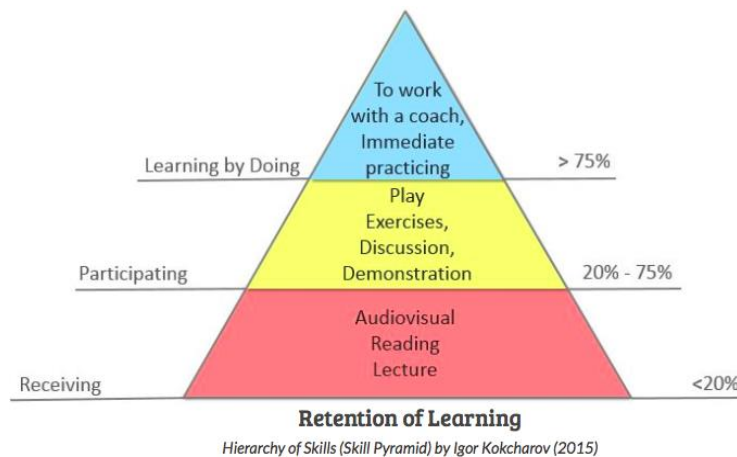 To work
with a coach,
Immediate
practicing
Learning by Doing
> 75%
Play
Exercises,
Discussion,
Demonstration
Participating
20% - 75%
Audiovisual
Reading
Lecture
Receiving
<20%
Retention of Learning
Hierarchy of Skills (Skill Pyramid) by Igor Kokcharov (2015)